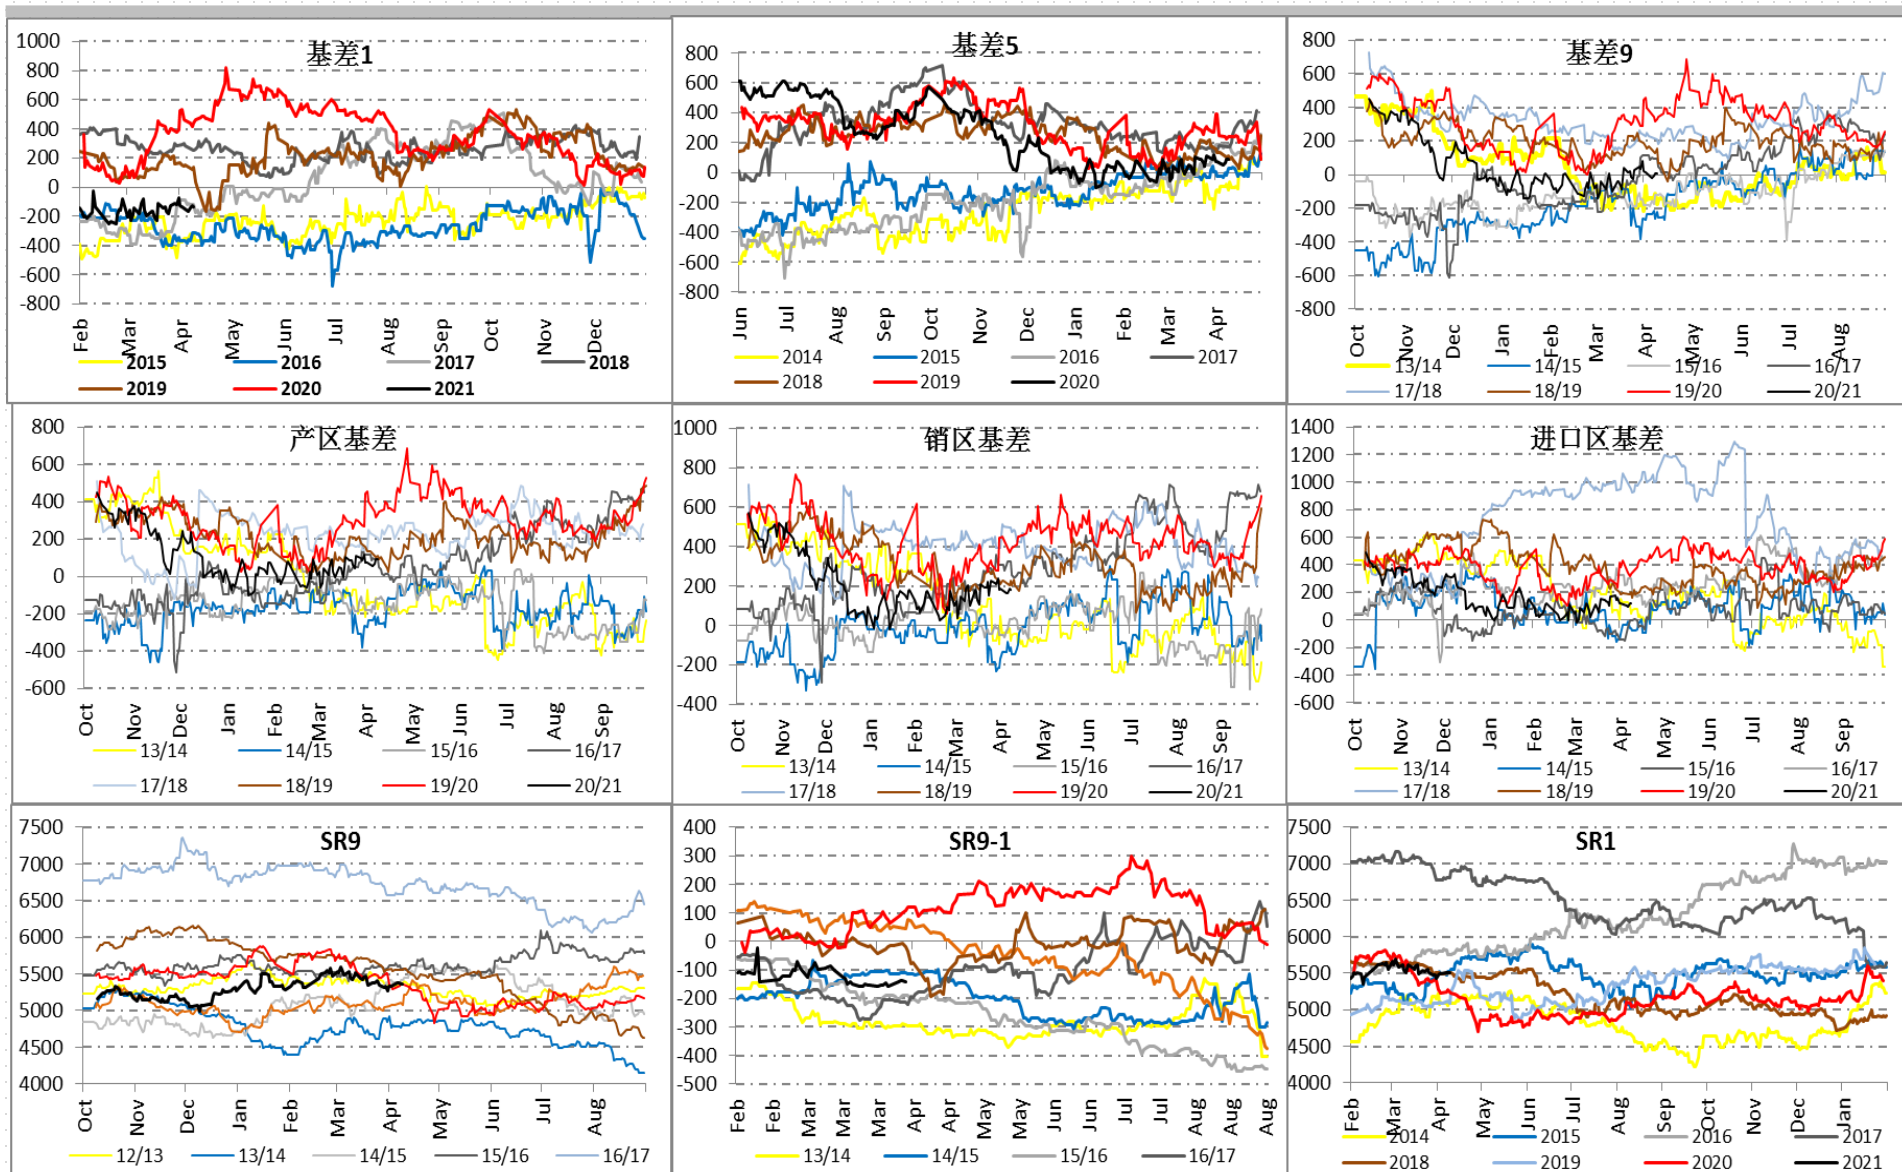 基差1
1000
800
600
400
200
0
-200
-400
-600
-800
Feb Mar Apr May Jun Jul Aug Sep Oct Nov Dec
2015 2016 2017 2018
2019 2020 2021
基差5
800
600
400
200
0
-200
-400
-600
-800
Jun Jul Aug Sep Oct Nov Dec Jan Feb Mar Apr
2014 2015 2016 2017
2018 2019 2020
基差9
800
600
400
200
0
-200
-400
-600
-800
Oct Nov Dec Jan Feb Mar Apr May Jun Jul Aug
13/14 14/15 15/16 16/17
17/18 18/19 19/20 20/21
产区基差
800
600
400
200
0
-200
-400
-600
Oct Nov Dec Jan Feb Mar Apr May Jun Jul Aug Sep
13/14 14/15 15/16 16/17
17/18 18/19 19/20 20/21
销区基差
1000
800
600
400
200
0
-200
-400
Oct Nov Dec Jan Feb Mar Apr May Jun Jul Aug Sep
13/14 14/15 15/16 16/17
17/18 18/19 19/20 20/21
进口区基差
1400
1200
1000
800
600
400
200
0
-200
-400
-600
Oct Nov Dec Jan Feb Mar Apr May Jun Jul Aug Sep
13/14 14/15 15/16 16/17
17/18 18/19 19/20 20/21
SR9
7500
7000
6500
6000
5500
5000
4500
4000
Oct Nov Dec Jan Feb Mar Apr May Jun Jul Aug
12/13 13/14 14/15 15/16 16/17
SR9-1
400
300
200
100
0
-100
-200
-300
-400
-500
Feb Feb Mar Mar Mar Apr Apr May May Jun Jun Jul Jul Aug Aug Aug
13/14 14/15 15/16 16/17
SR1
7500
7000
6500
6000
5500
5000
4500
4000
Feb Mar Apr May Jun Jul Aug Sep Oct Nov Dec Jan
2014 2015 2016 2017
2018 2019 2020 2021